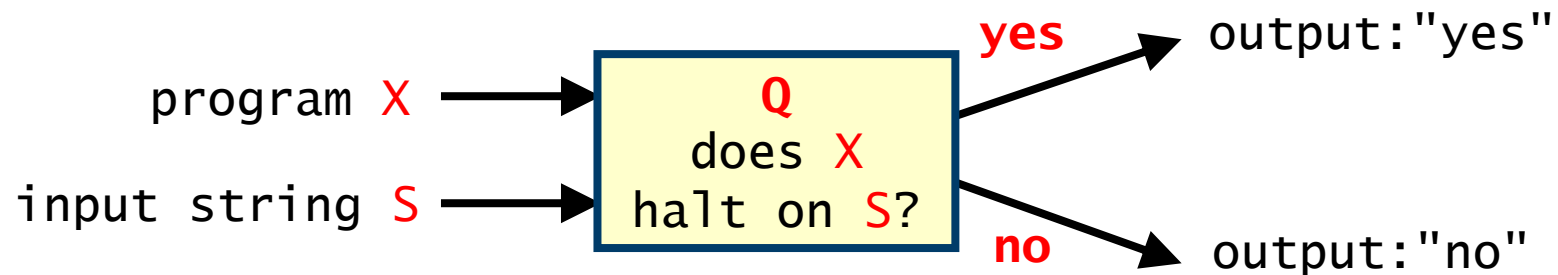 program X
input string S
Q
does X
halt on S?
yes
output:"yes"
no
output:"no"